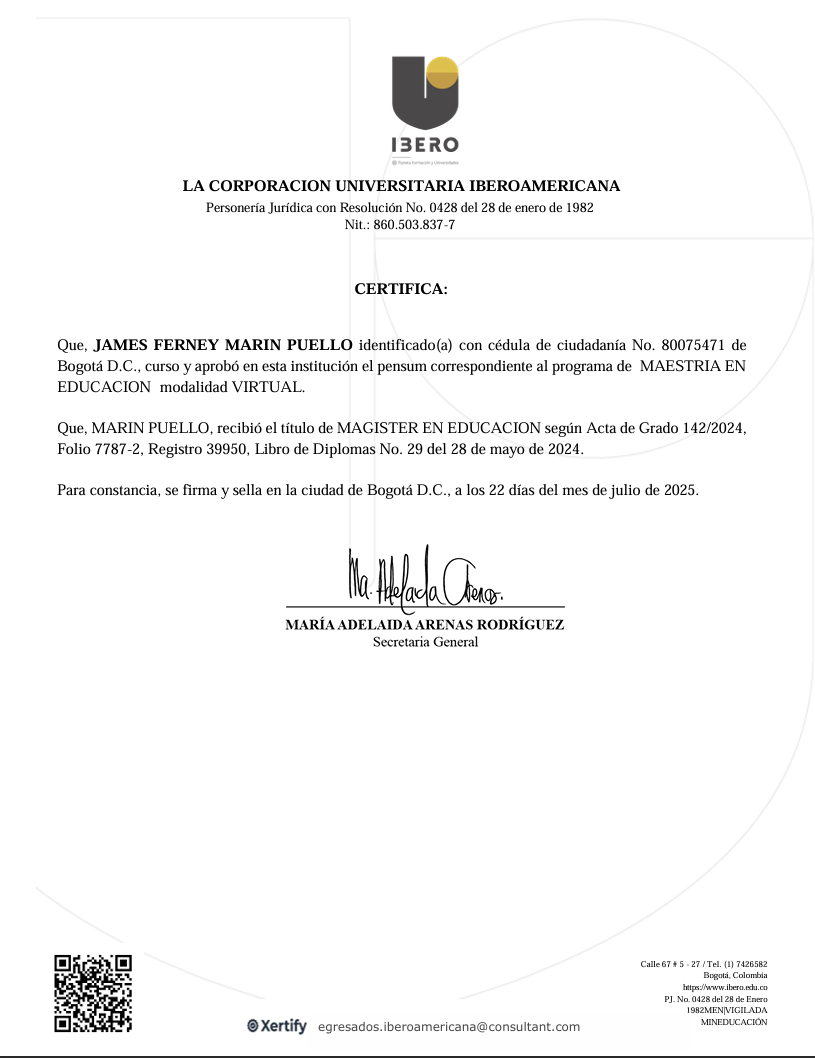 IBERO
Planeta Formación y Universidades
LA CORPORACION UNIVERSITARIA IBEROAMERICANA
Personería Jurídica con Resolución No. 0428 del 28 de enero de 1982
Nit.: 860.503.837-7
CERTIFICA:
Que, JAMES FERNEY MARIN PUELLO identificado(a) con cédula de ciudadanía No. 80075471 de
Bogotá D.C., curso y aprobó en esta institución el pensum correspondiente al programa de MAESTRIA EN
EDUCACION modalidad VIRTUAL.
Que, MARIN PUELLO, recibió el título de MAGISTER EN EDUCACION según Acta de Grado 142/2024,
Folio 7787-2, Registro 39950, Libro de Diplomas No. 29 del 28 de mayo de 2024.
Para constancia, se firma y sella en la ciudad de Bogotá D.C., a los 22 días del mes de julio de 2025.
Ma. Adelaida Arenas.
MARÍA ADELAIDA ARENAS RODRÍGUEZ
Secretaria General
Calle 67 # 5 - 27 / Tel. (1) 7426582
Bogotá, Colombia
https://www.ibero.edu.co
P.J. No. 0428 del 28 de Enero
1982MEN|VIGILADA
MINEDUCACIÓN
Xertify egresados.iberoamericana@consultant.com